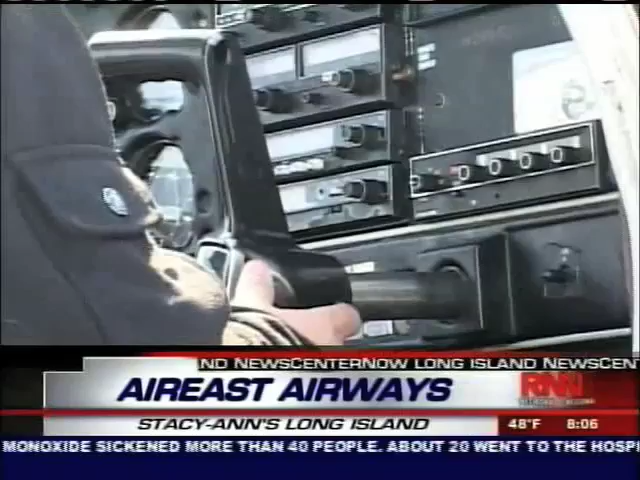 ND NEWSCENTERNOW LONG ISLAND NEWSCEN
AIREAST AIRWAYS
RNN
STACY-ANN'S LONG ISLAND
48°F 8:06
MONOXIDE SICKENED MORE THAN 40 PEOPLE. ABOUT 20 WENT TO THE HOSP